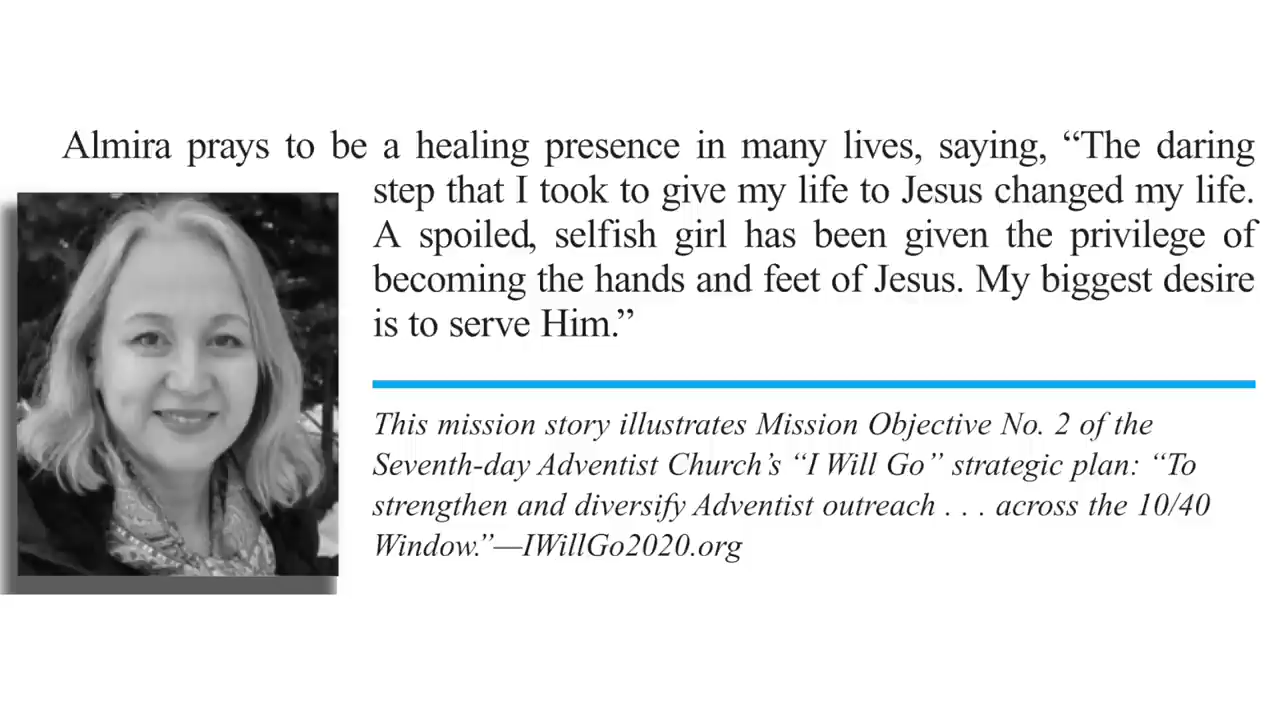 Almira prays to be a healing presence in many lives, saying, “The daring
step that I took to give my life to Jesus changed my life.
A spoiled, selfish girl has been given the privilege of
becoming the hands and feet of Jesus. My biggest desire
is to serve Him.”
This mission story illustrates Mission Objective No. 2 of the
Seventh-day Adventist Church’s “I Will Go” strategic plan: “To
strengthen and diversify Adventist outreach . . . across the 10/40
Window.”—IWillGo2020.org